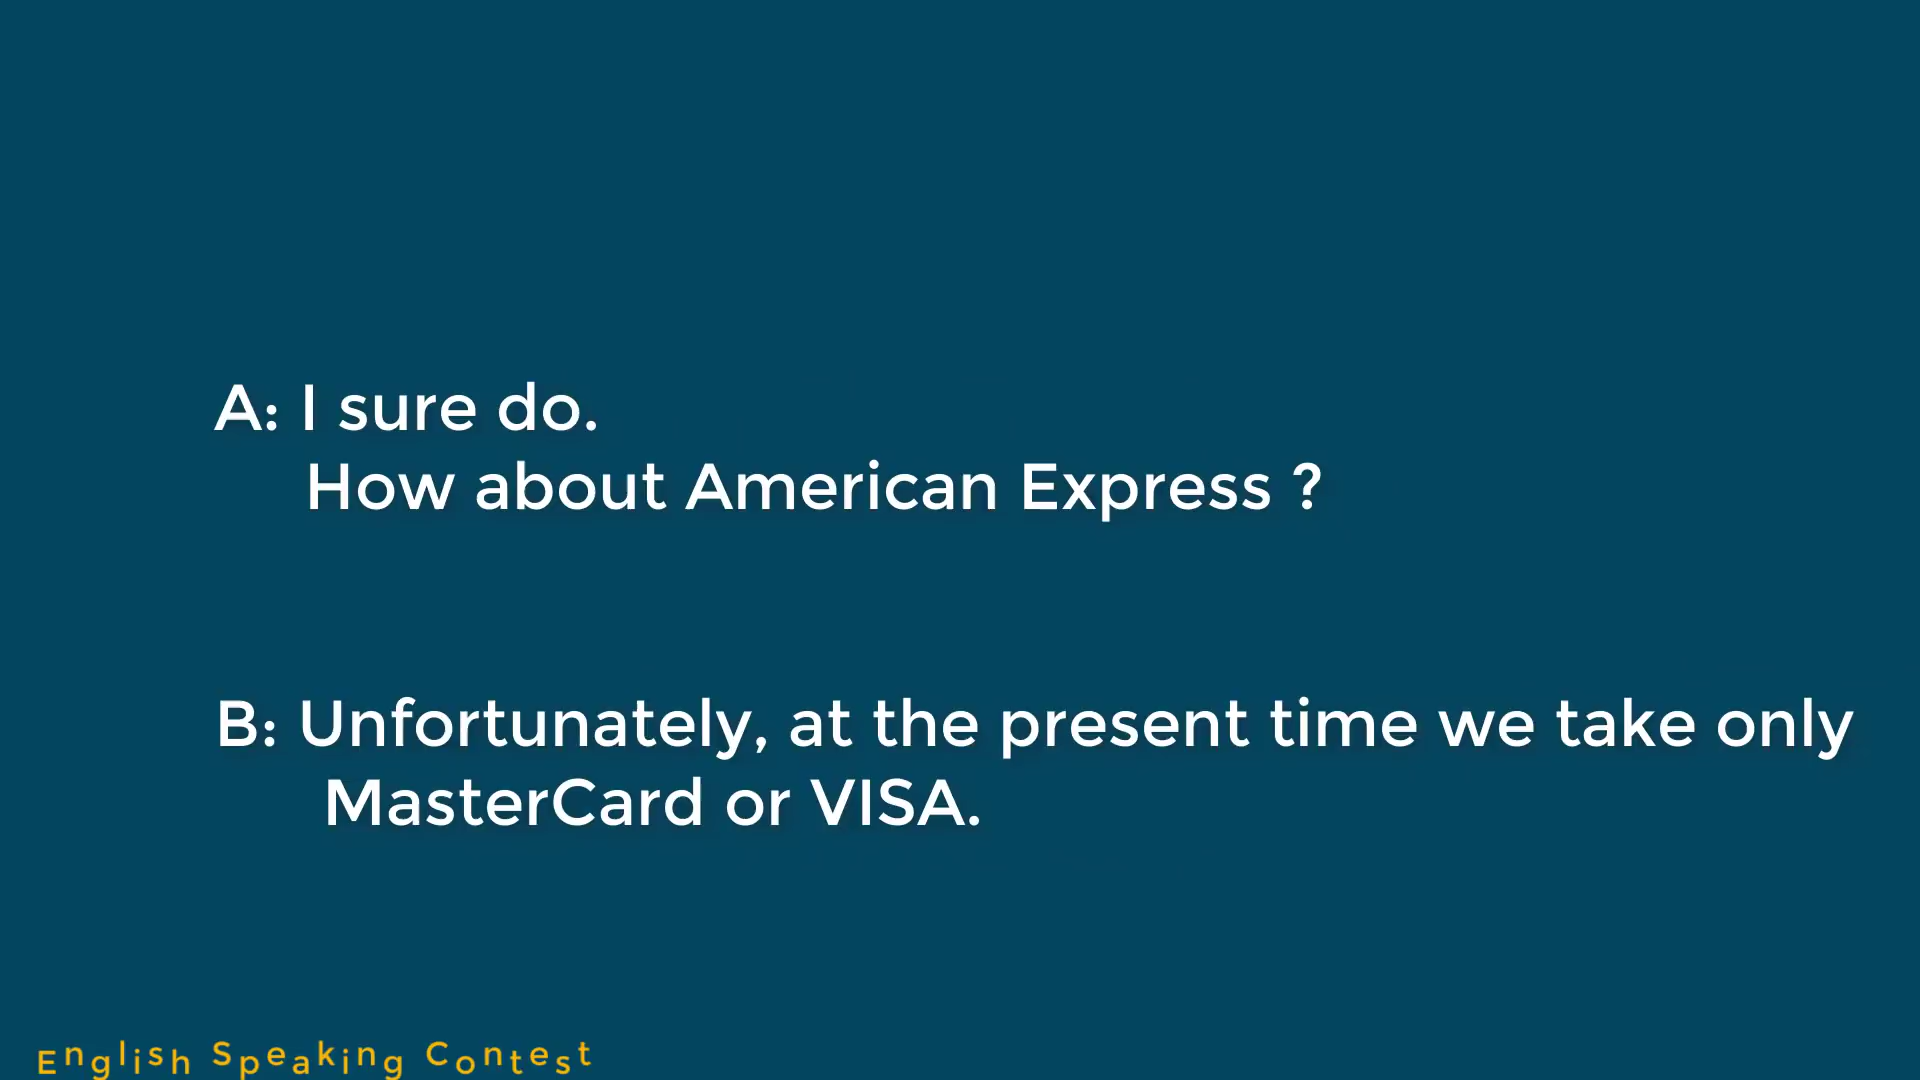 A: I sure do.
How about American Express ?
B: Unfortunately, at the present time we take only
MasterCard or VISA.
English Speaking Contest